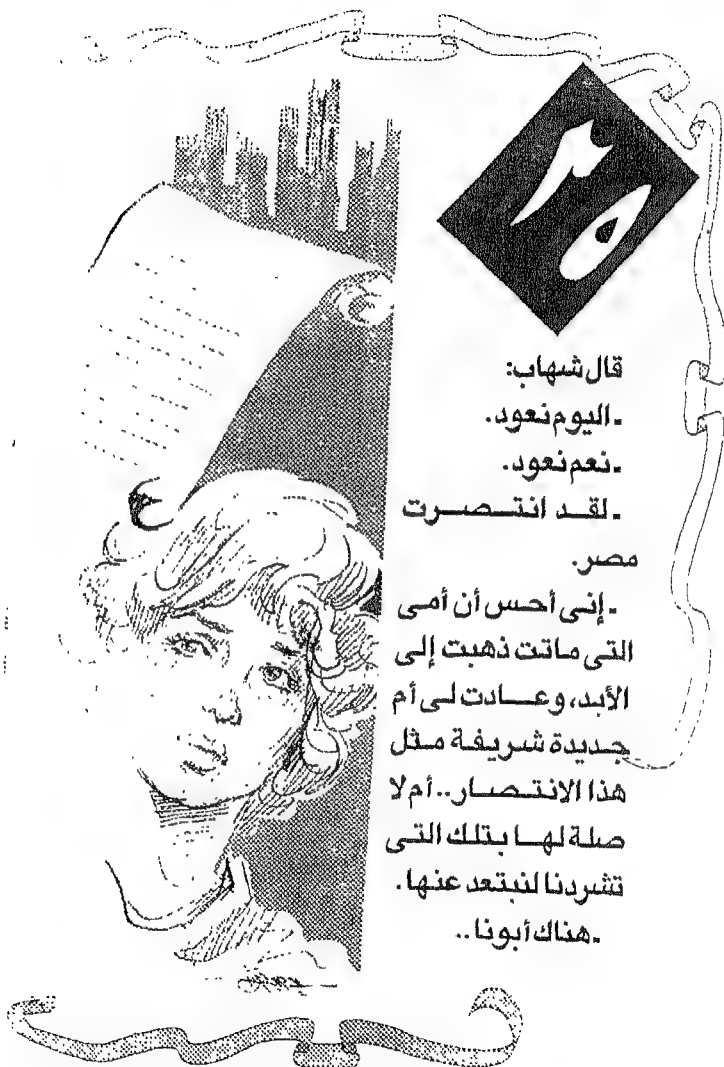 ٢٥
قال شهاب:
- اليوم نعود.
- نعم نعود.
- لقد انتصرت
مصر.
- إنى أحس أن أمى
التى ماتت ذهبت إلى
الأبد، وعادت لى أم
جديدة شريفة مثل
هذا الانتصار.. أم لا
صلة لها بتلك التى
تشردنا لنبتعد عنها.
- هناك أبونا..